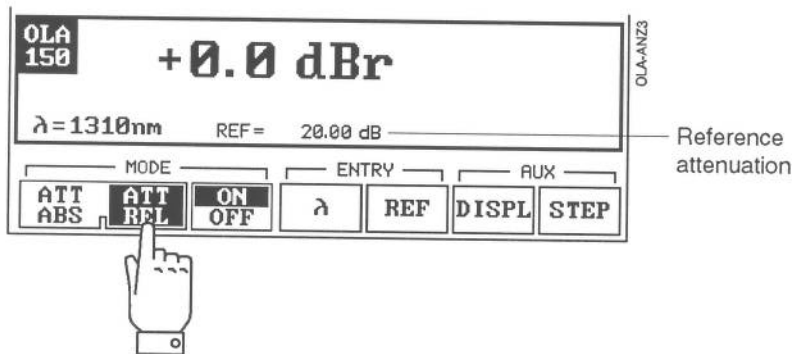 OLA
150
+0.0 dBr
λ=1310nm REF= 20.00 dB
OLA-ANZ3
Reference
attenuation
MODE ENTRY AUX
ATT
ABS
ATT
REL
ON
OFF
λ
REF
DISPL
STEP